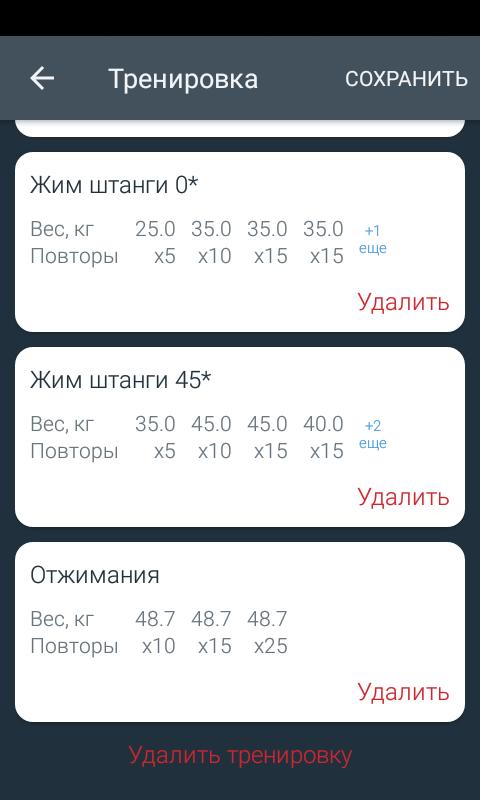 Тренировка СОХРАНИТЬ
Жим штанги 0*
Вес, кг 25.0 35.0 35.0 35.0 +1
Повторы x5 x10 x15 x15 еще
Удалить
Жим штанги 45*
Вес, кг 35.0 45.0 45.0 40.0 +2
Повторы x5 x10 x15 x15 еще
Удалить
Отжимания
Вес, кг 48.7 48.7 48.7
Повторы x10 x15 x25
Удалить
Удалить тренировку